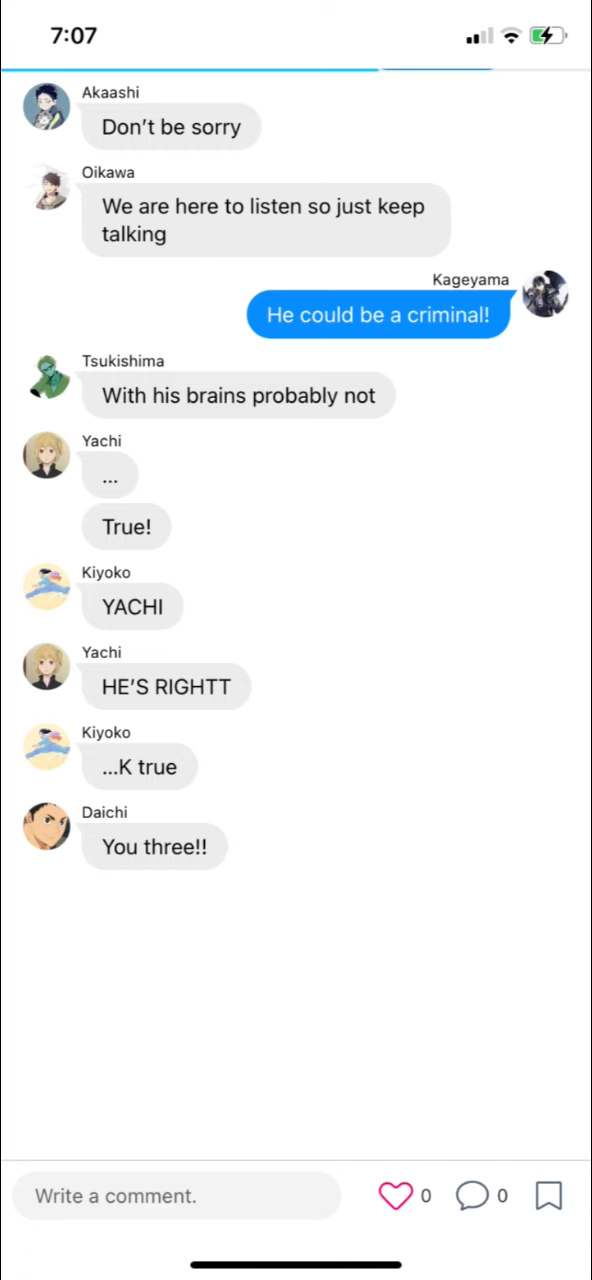 7:07
Akaashi
Don’t be sorry
Oikawa
We are here to listen so just keep
talking
Kageyama
He could be a criminal!
Tsukishima
With his brains probably not
Yachi
...
True!
Kiyoko
YACHI
Yachi
HE’S RIGHTT
Kiyoko
...K true
Daichi
You three!!
Write a comment.
0
0